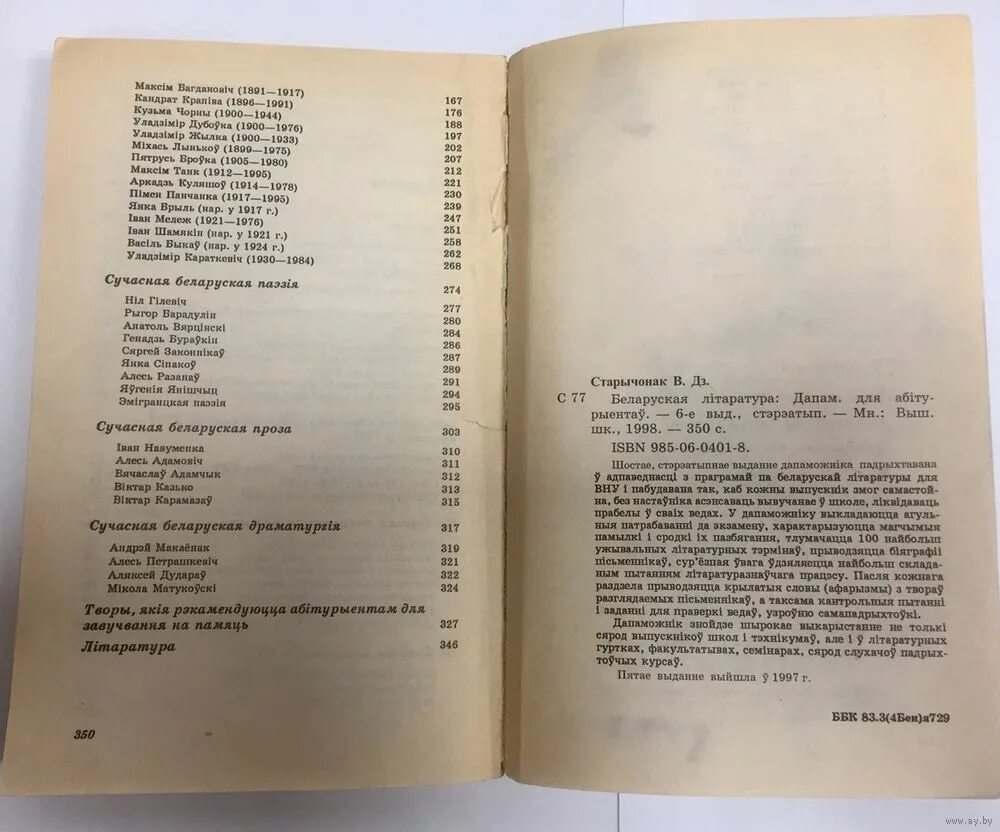 Максім Багдановіч (1891—1917) 167
Кандрат Крапіва (1896—1991) 176
Кузьма Чорны (1900—1944) 188
Уладзімір Дубоўка (1900—1976) 197
Уладзімір Жылка (1900—1933) 202
Міхась Лынькоў (1899—1975) 207
Пятрусь Броўка (1905—1980) 212
Максім Танк (1912—1995) 221
Аркадзь Куляшоў (1914—1978) 230
Пімен Панчанка (1917—1995) 239
Янка Брыль (нар. у 1917 г.) 247
Іван Мележ (1921—1976) 251
Іван Шамякін (нар. у 1921 г.) 258
Васіль Быкаў (нар. у 1924 г.) 262
Уладзімір Караткевіч (1930—1984) 268
Сучасная беларуская паэзія 274
Ніл Гілевіч 277
Рыгор Барадулін 280
Анатоль Вярцінскі 284
Генадзь Бураўкін 286
Сяргей Законнікаў 287
Янка Сіпакоў 289
Алесь Разанаў 291
Яўгенія Янішчыц 294
Эмігранцкая паэзія 295
Сучасная беларуская проза 303
Іван Навуменка 310
Алесь Адамовіч 311
Вячаслаў Адамчык 312
Віктар Казько 313
Віктар Карамазаў 315
Сучасная беларуская драматургія 317
Андрэй Макаёнак 319
Алесь Петрашкевіч 321
Аляксей Дудараў 322
Мікола Матукоўскі 324
Творы, якія рэкамендуюцца абітурыентам для
завучвання на памяць 327
Літаратура 346
350
Старычонак В. Дз.
С 77 Беларуская літаратура: Дапам. для абіту-
рыентаў. — 6-е выд., стэрэатып. — Мн.: Выш.
шк., 1998. — 350 с.
ISBN 985-06-0401-8.
Шостае, стэрэатыпнае выданне дапаможніка падрыхтавана
ў адпаведнасці з праграмай па беларускай літаратуры для
ВНУ і пабудавана так, каб кожны выпускнік змог самастой-
на, без настаўніка асэнсаваць вывучанае ў школе, ліквідаваць
прабелы ў сваіх ведах. У дапаможніку выкладаюцца агуль-
ныя патрабаванні да экзамену, характарызуюцца магчымыя
памылкі і сродкі іх пазбягання, тлумачацца 100 найбольш
ужывальных літаратурных тэрмінаў, прыводзяцца біяграфіі
пісьменнікаў, сур'ёзная ўвага ўдзяляецца найбольш склада-
ным пытанням літаратуразнаўчага працэсу. Пасля кожнага
раздзела прыводзяцца крылатыя словы (афарызмы) з твораў
разглядаемых пісьменнікаў, а таксама кантрольныя пытанні
і заданні для праверкі ведаў, узроўню самападрыхтоўкі.
Дапаможнік знойдзе шырокае выкарыстанне не толькі
сярод выпускнікоў школ і тэхнікумаў, але і ў літаратурных
гуртках, факультатывах, семінарах, сярод слухачоў падрых-
тоўчых курсаў.
Пятае выданне выйшла ў 1997 г.
ББК 83.3(4Беи)я729
www.ay.by